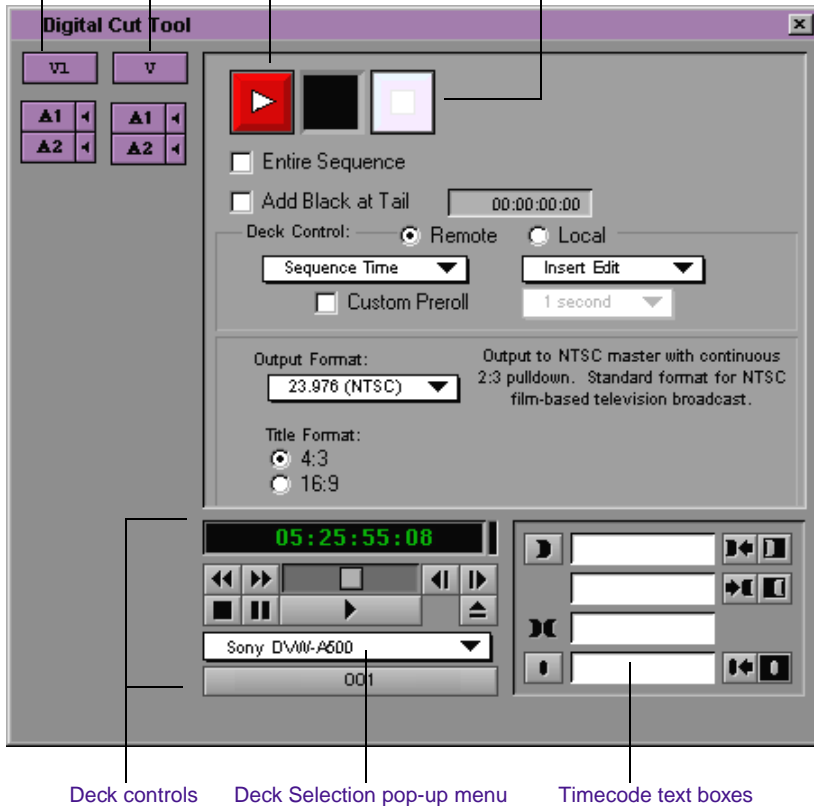 Digital Cut Tool
V1
V
A1
A2
A1
A2
Entire Sequence
Add Black at Tail
00:00:00:00
Deck Control:
Remote
Local
Sequence Time
Insert Edit
Custom Preroll
1 second
Output Format:
23.976 (NTSC)
Output to NTSC master with continuous
2:3 pulldown. Standard format for NTSC
film-based television broadcast.
Title Format:
4:3
16:9
05:25:55:08
Sony DVW-A500
001
Deck controls
Deck Selection pop-up menu
Timecode text boxes